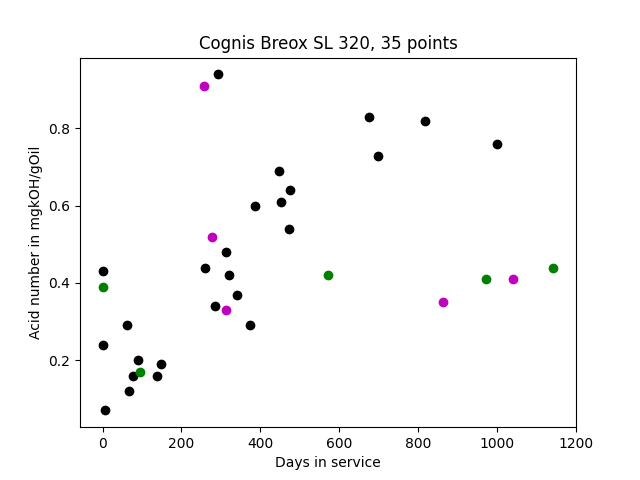 Cognis Breox SL 320, 35 points
Acid number in mgkOH/gOil
0.8
0.6
0.4
0.2
0 200 400 600 800 1000 1200
Days in service